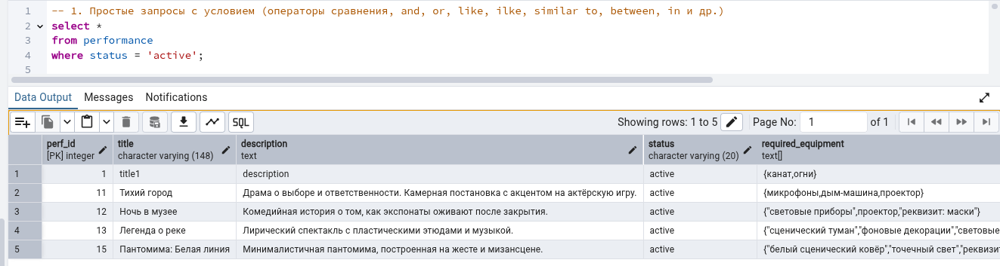 1 -- 1. Простые запросы с условием (операторы сравнения, and, or, like, ilke, similar to, between, in и др.)
2 select *
3 from performance
4 where status = 'active';
5
Data Output Messages Notifications
SQL Showing rows: 1 to 5 Page No: 1 of 1
perf_id title description status required_equipment
[PK] integer character varying (148) text character varying (20) text[]
1 1 title1 description active {канат,огни}
2 11 Тихий город Драма о выборе и ответственности. Камерная постановка с акцентом на актёрскую игру. active {микрофоны,дым-машина,проектор}
3 12 Ночь в музее Комедийная история о том, как экспонаты оживают после закрытия. active {"световые приборы",проектор,"реквизит: маски"}
4 13 Легенда о реке Лирический спектакль с пластическими этюдами и музыкой. active {"сценический туман","фоновые декорации","световые
5 15 Пантомима: Белая линия Минималистичная пантомима, построенная на жесте и мизансцене. active {"белый сценический ковёр","точечный свет","реквизит